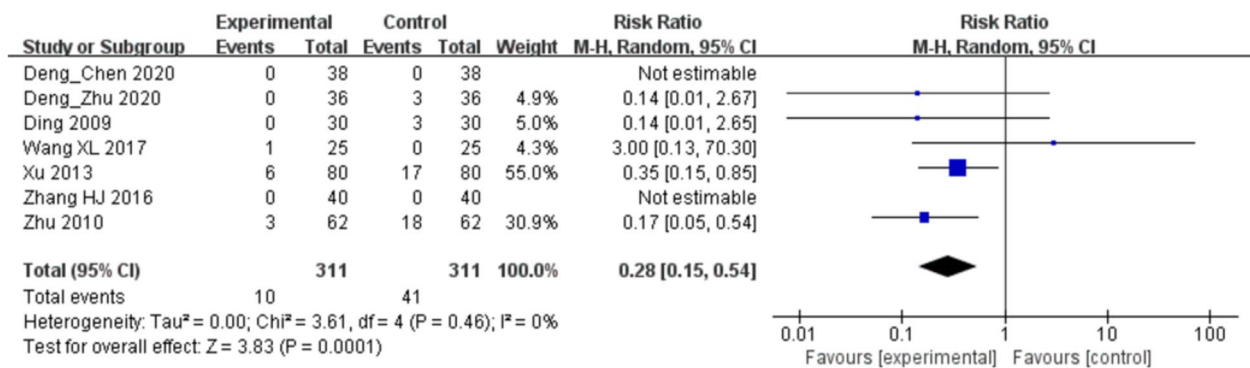 Experimental Control Risk Ratio Risk Ratio
Study or Subgroup Events Total Events Total Weight M-H, Random, 95% CI M-H, Random, 95% CI
Deng_Chen 2020 0 38 0 38 Not estimable
Deng_Zhu 2020 0 36 3 36 4.9% 0.14 [0.01, 2.67]
Ding 2009 0 30 3 30 5.0% 0.14 [0.01, 2.65]
Wang XL 2017 1 25 0 25 4.3% 3.00 [0.13, 70.30]
Xu 2013 6 80 17 80 55.0% 0.35 [0.15, 0.85]
Zhang HJ 2016 0 40 0 40 Not estimable
Zhu 2010 3 62 18 62 30.9% 0.17 [0.05, 0.54]
Total (95% CI) 311 311 100.0% 0.28 [0.15, 0.54]
Total events 10 41
Heterogeneity: Tau² = 0.00; Chi² = 3.61, df = 4 (P = 0.46); I² = 0%
Test for overall effect: Z = 3.83 (P = 0.0001)
0.01 0.1 1 10 100
Favours [experimental] Favours [control]